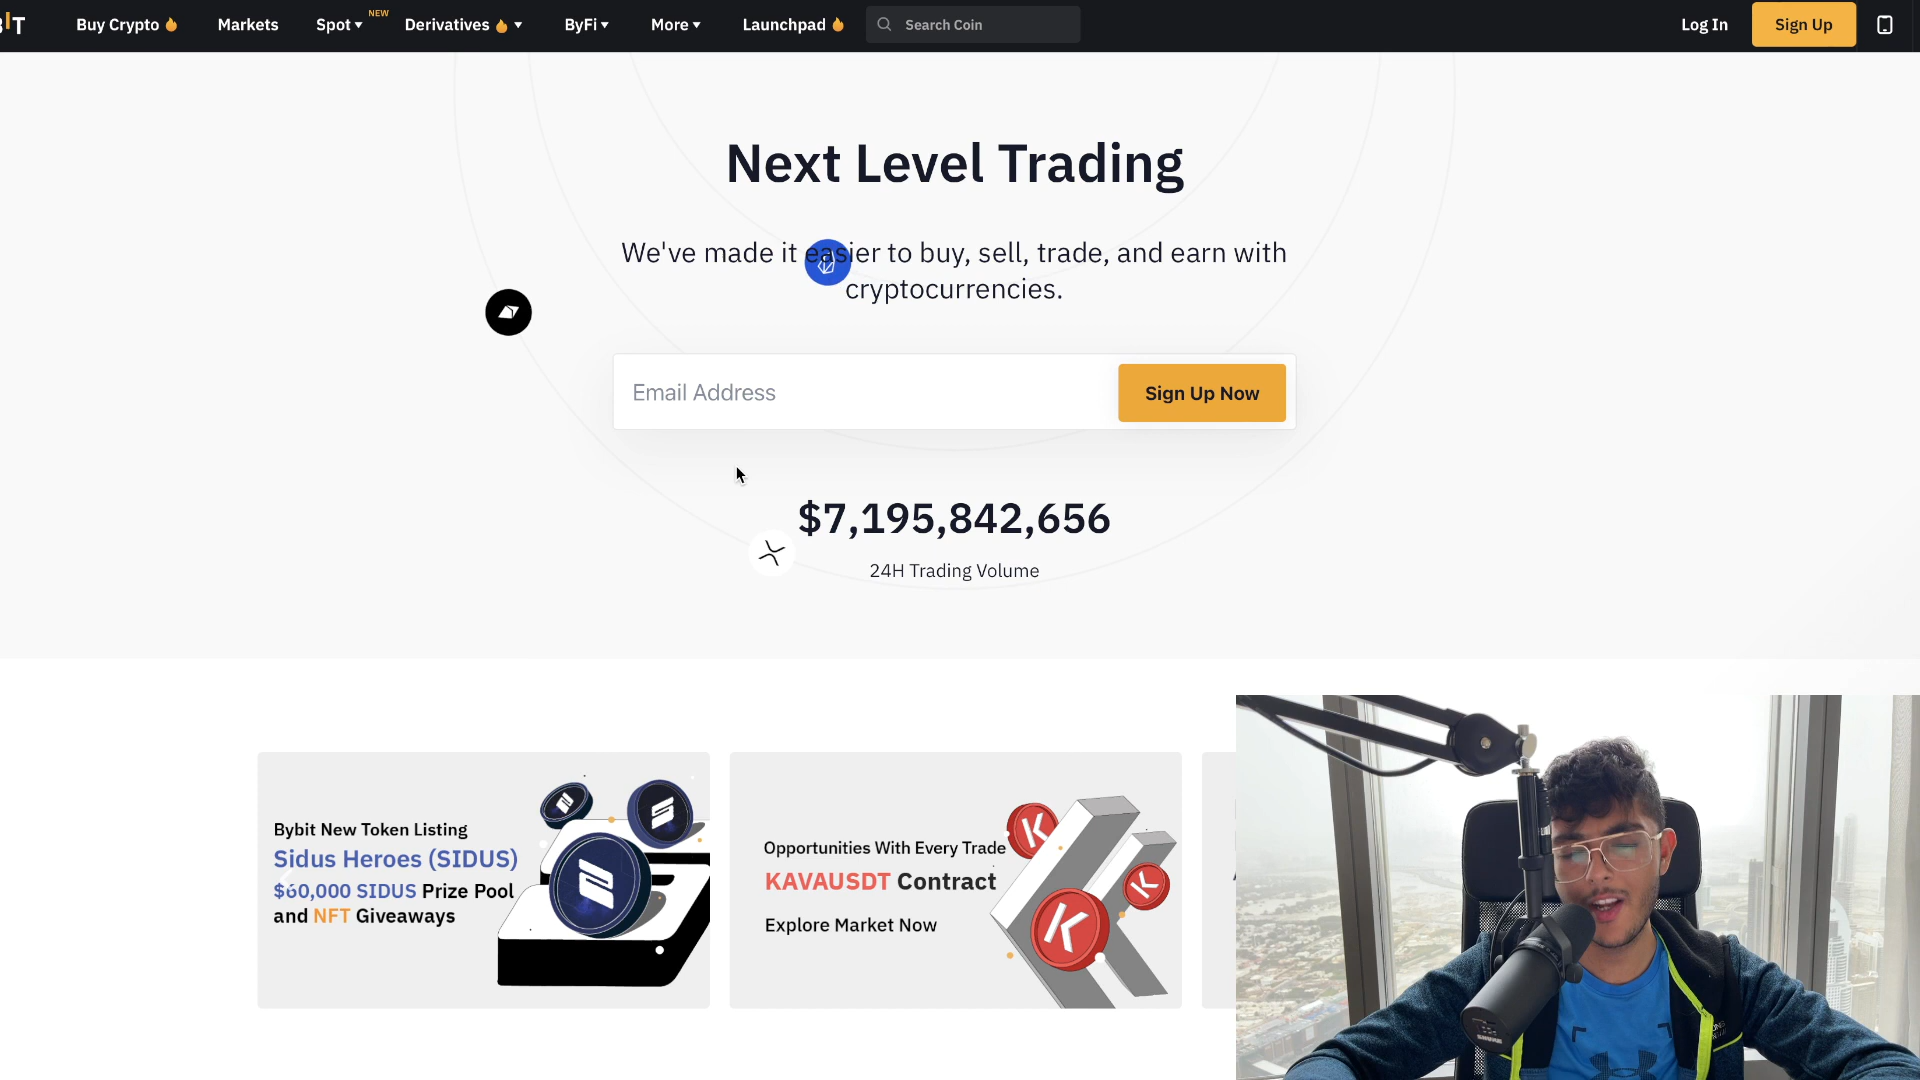 BIT
Buy Crypto
Markets
Spot
NEW
Derivatives
ByFi
More
Launchpad
Search Coin
Log In
Sign Up
Next Level Trading
We've made it easier to buy, sell, trade, and earn with
cryptocurrencies.
Email Address
Sign Up Now
$7,195,842,656
24H Trading Volume
Bybit New Token Listing
Sidus Heroes (SIDUS)
$60,000 SIDUS Prize Pool
and NFT Giveaways
Opportunities With Every Trade
KAVAUSDT Contract
Explore Market Now
SHURE